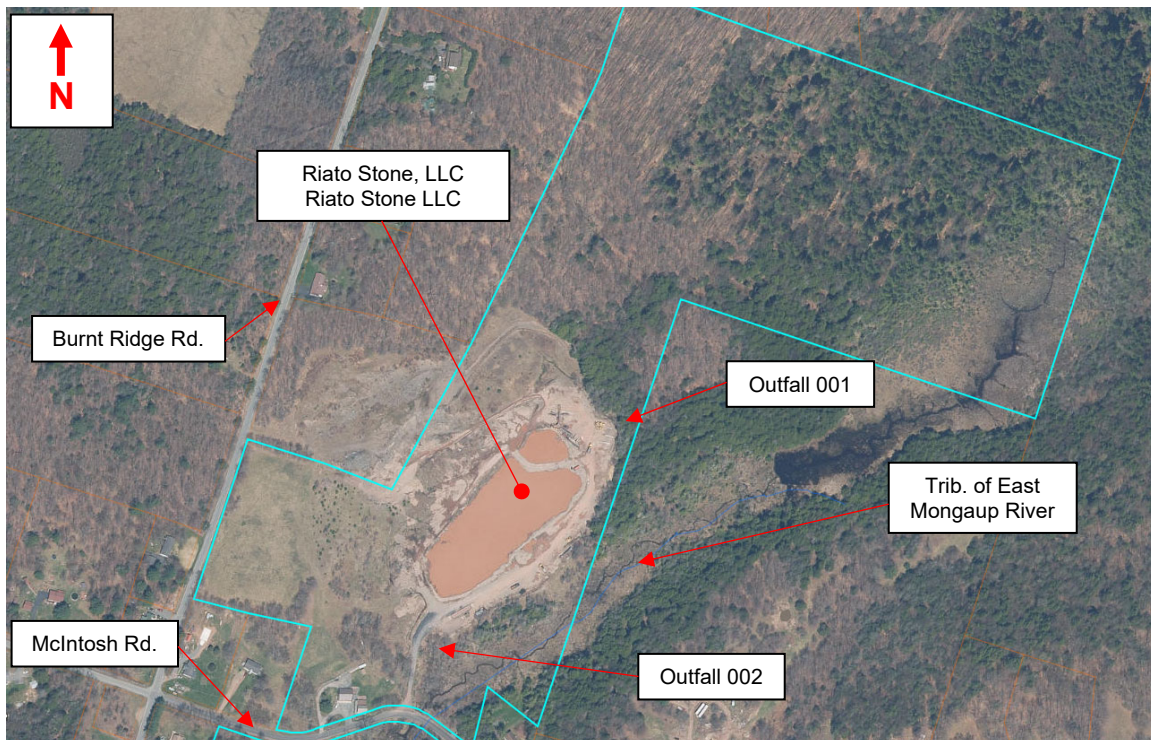 N
Riato Stone, LLC
Riato Stone LLC
Burnt Ridge Rd.
Outfall 001
Trib. of East
Mongaup River
McIntosh Rd.
Outfall 002